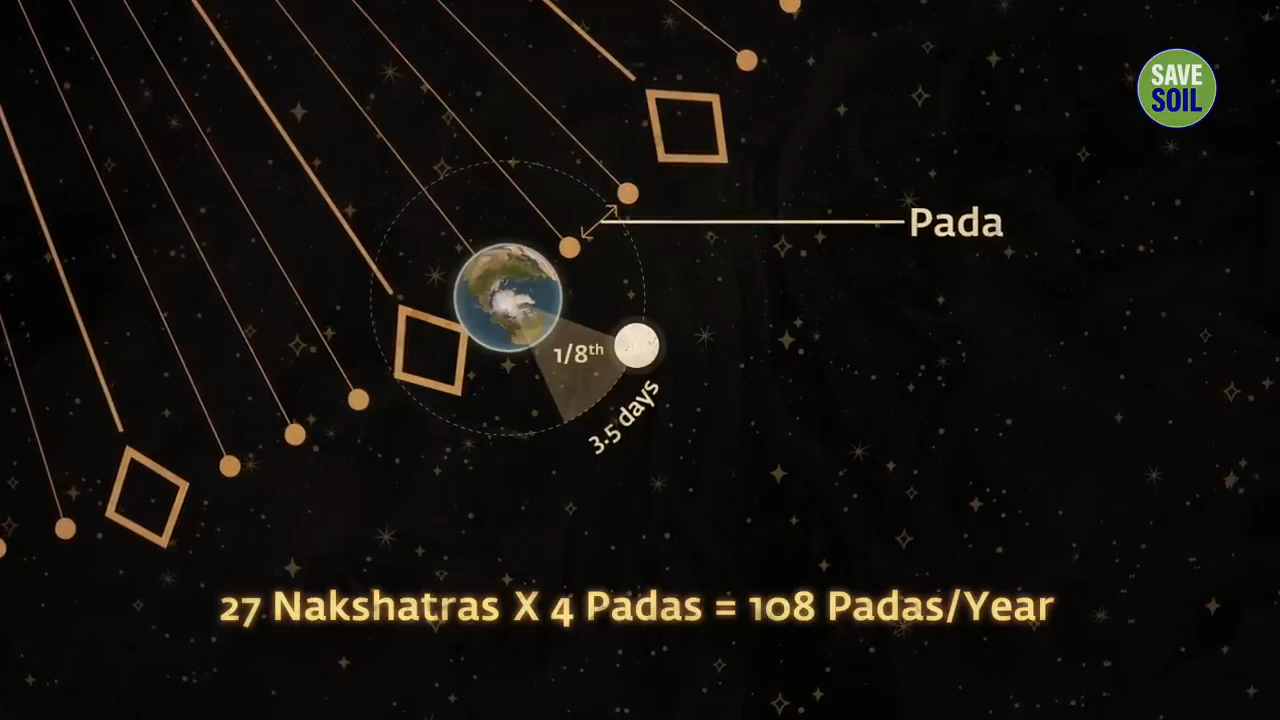 SAVE
SOIL
Pada
1/8th
3.5 days
27 Nakshatras X 4 Padas = 108 Padas/Year